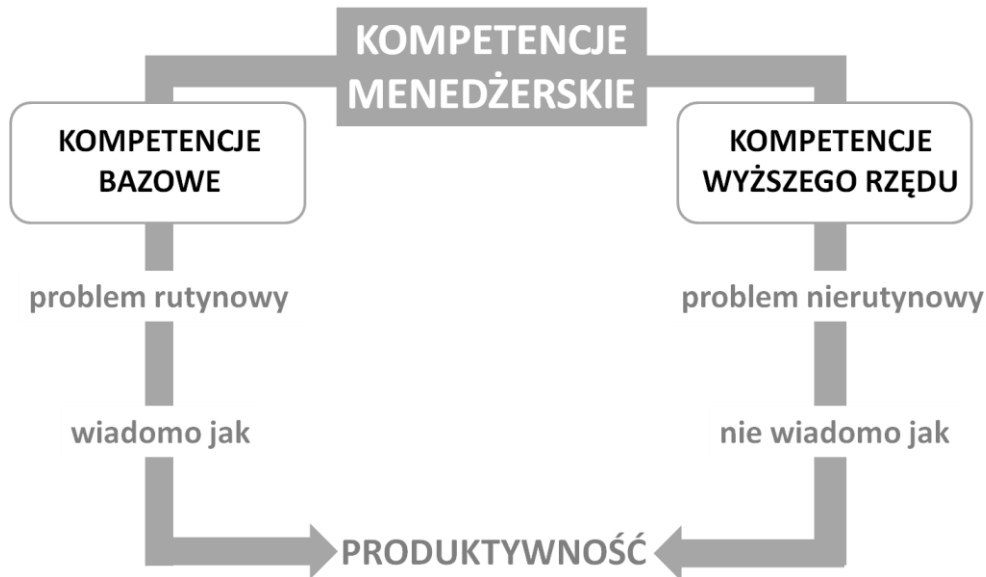 KOMPETENCJE
MENEDŻERSKIE
KOMPETENCJE
BAZOWE
KOMPETENCJE
WYŻSZEGO RZĘDU
problem rutynowy
problem nierutynowy
wiadomo jak
nie wiadomo jak
PRODUKTYWNOŚĆ